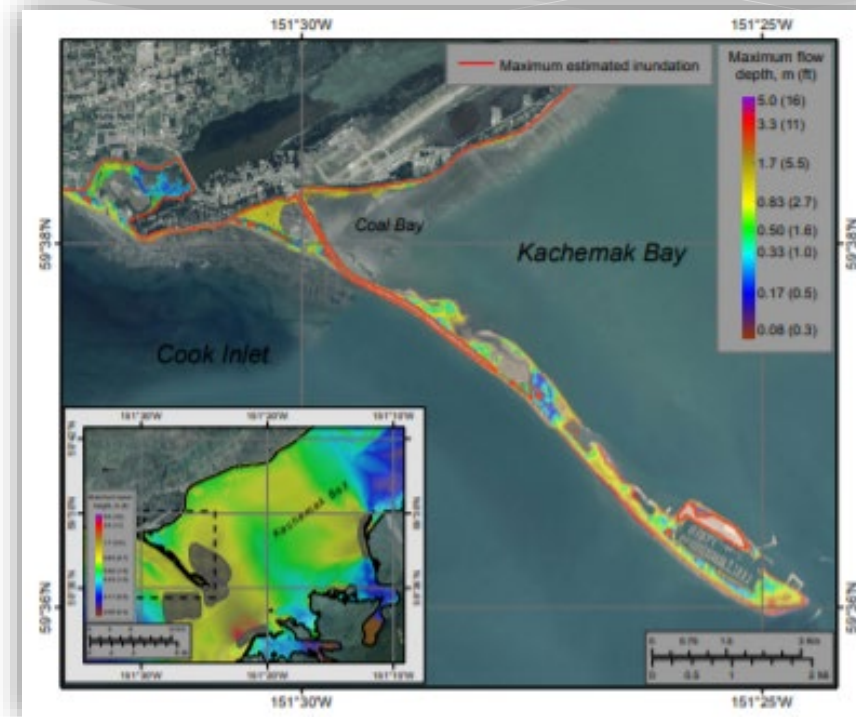 151°30'W
151°25'W
Maximum estimated inundation
Maximum flow
depth, m (ft)
5.0 (16)
3.3 (11)
1.7 (5.5)
0.83 (2.7)
0.50 (1.6)
0.33 (1.0)
0.17 (0.5)
0.08 (0.3)
59°38'N
59°38'N
Coal Bay
Kachemak Bay
Cook Inlet
151°30'W
151°20'W
151°10'W
Kachemak Bay
151°30'W
151°20'W
151°10'W
59°36'N
59°36'N
0 0.75 1.5 3 Km
0 0.5 1 2 Mi
151°30'W
151°25'W